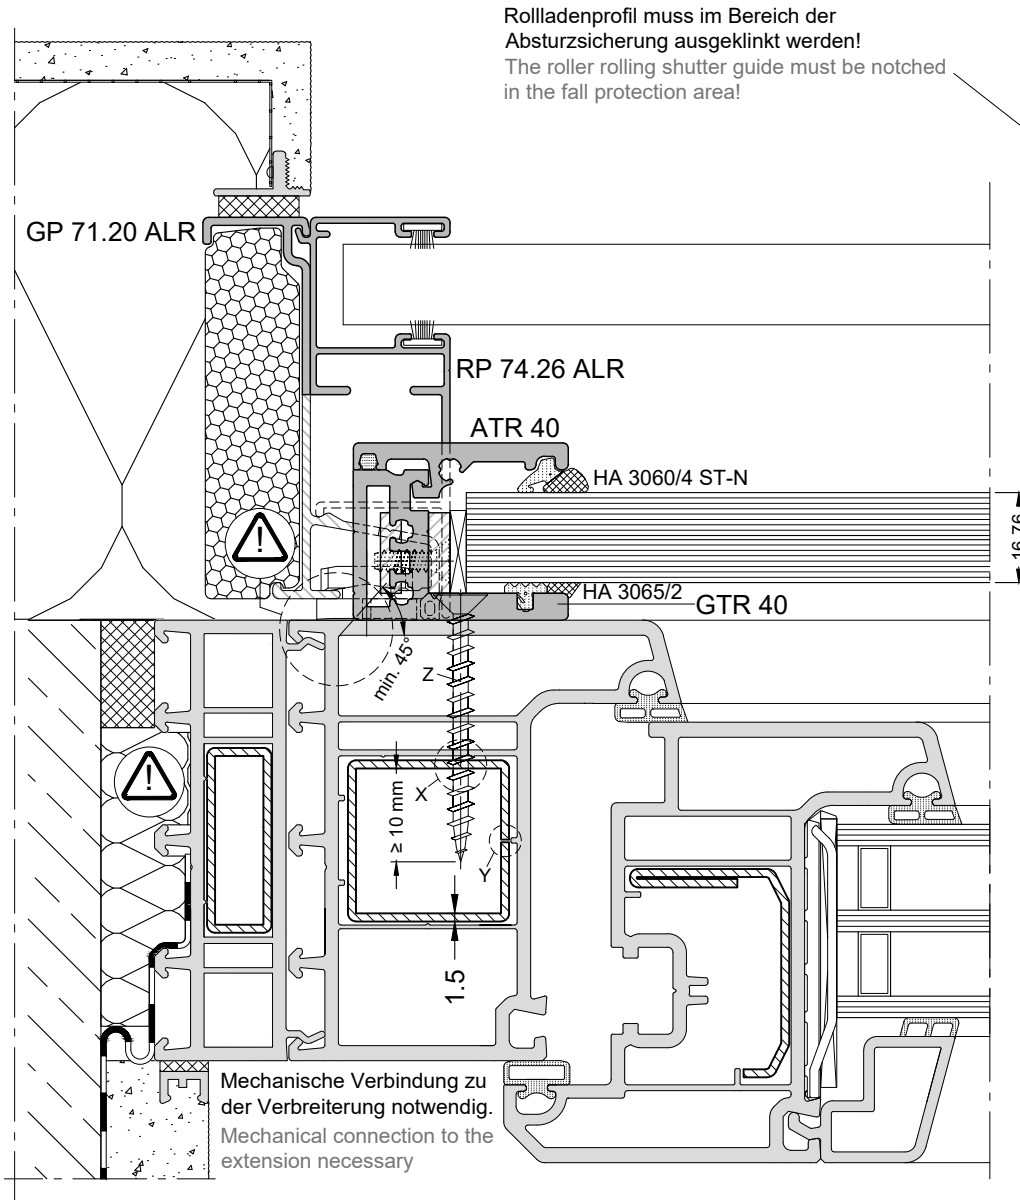 Rollladenprofil muss im Bereich der
Absturzsicherung ausgeklinkt werden!
The roller rolling shutter guide must be notched
in the fall protection area!
GP 71.20 ALR
RP 74.26 ALR
ATR 40
HA 3060/4 ST-N
16.76
HA 3065/2
GTR 40
min. 45°
Z
X
≥ 10 mm
Y
1.5
Mechanische Verbindung zu
der Verbreiterung notwendig.
Mechanical connection to the
extension necessary